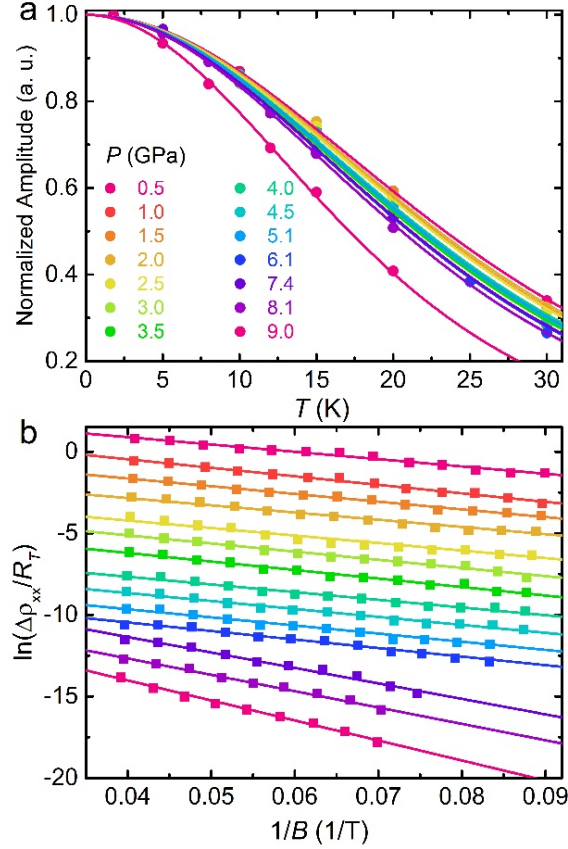 a
Normalized Amplitude (a. u.)
1.0
0.8
0.6
0.4
0.2
P (GPa)
0.5 4.0
1.0 4.5
1.5 5.1
2.0 6.1
2.5 7.4
3.0 8.1
3.5 9.0
0 5 10 15 20 25 30
T (K)
b
ln(Δρxx/RT)
0
-5
-10
-15
-20
0.04 0.05 0.06 0.07 0.08 0.09
1/B (1/T)